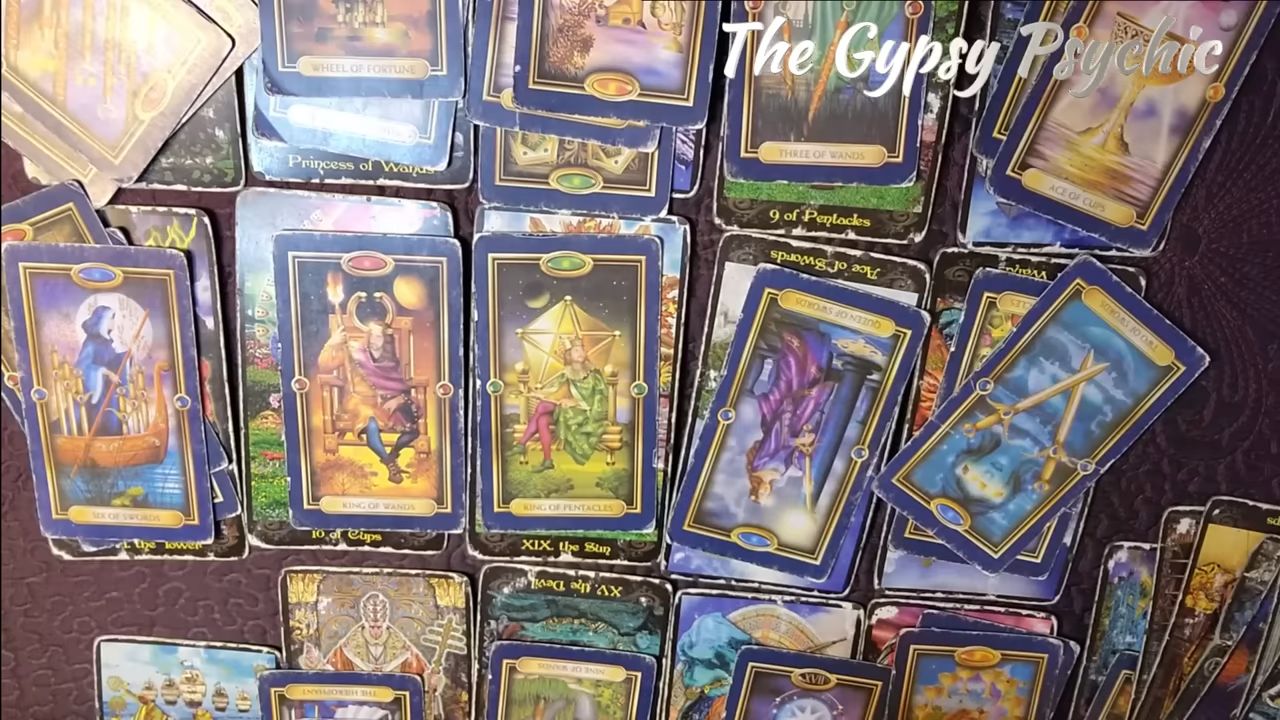 The Gypsy Psychic
WHEEL OF FORTUNE
Princess of Wands
THREE OF WANDS
9 of Pentacles
ACE OF CUPS
Ace of Swords
QUEEN OF SWORDS
TWO OF SWORDS
SIX OF SWORDS
the Tower
KING OF WANDS
10 of Cups
KING OF PENTACLES
XIX. the Sun
XV. the Devil
THE HIEROPHANT
NINE OF WANDS
XVII